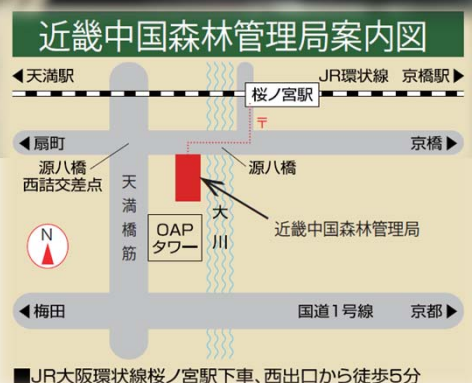 近畿中国森林管理局案内図
◀天満駅 JR環状線 京橋駅▶
桜ノ宮駅
〒
◀扇町 京橋▶
源八橋
西詰交差点
源八橋
天満橋筋
大川
近畿中国森林管理局
OAP
タワー
N
◀梅田 国道1号線 京都▶
■JR大阪環状線桜ノ宮駅下車、西出口から徒歩5分